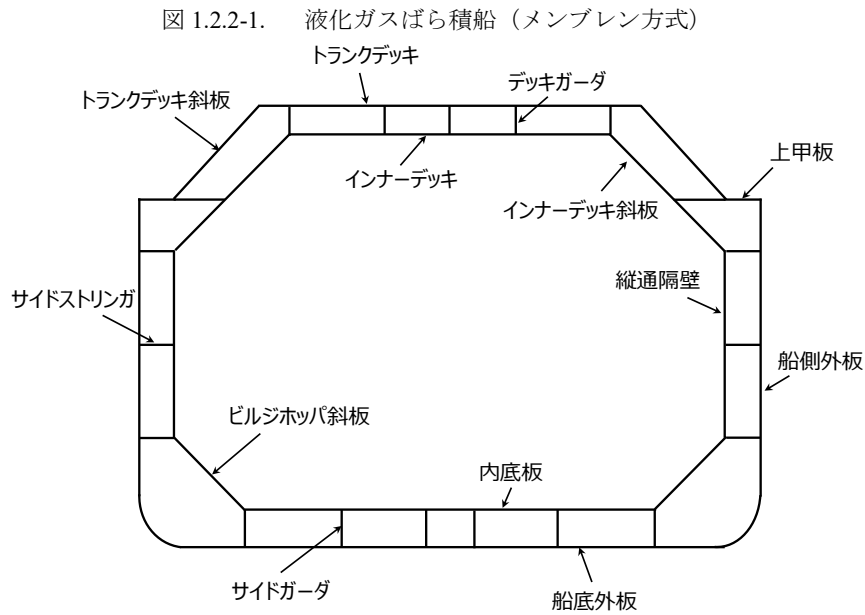 図 1.2.2-1. 液化ガスばら積船（メンブレン方式）
トランクデッキ
トランクデッキ斜板
デッキガーダ
インナーデッキ
上甲板
インナーデッキ斜板
サイドストリンガ
縦通隔壁
船側外板
ビルジホッパ斜板
内底板
サイドガーダ
船底外板